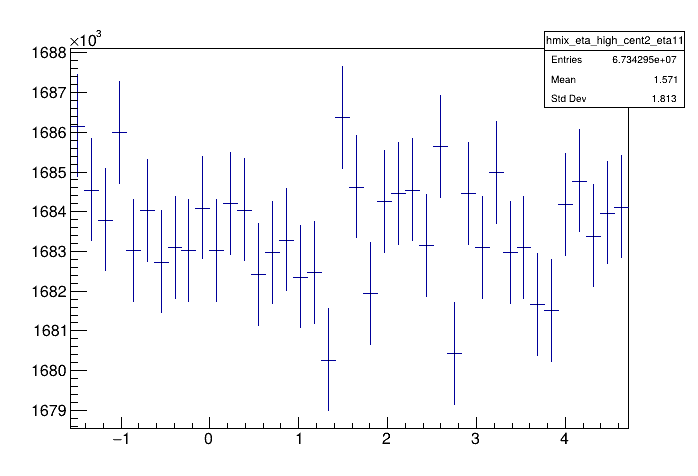 ×10³
hmix_eta_high_cent2_eta11
Entries 6.734295e+07
Mean 1.571
Std Dev 1.813
1688
1687
1686
1685
1684
1683
1682
1681
1680
1679
−1 0 1 2 3 4